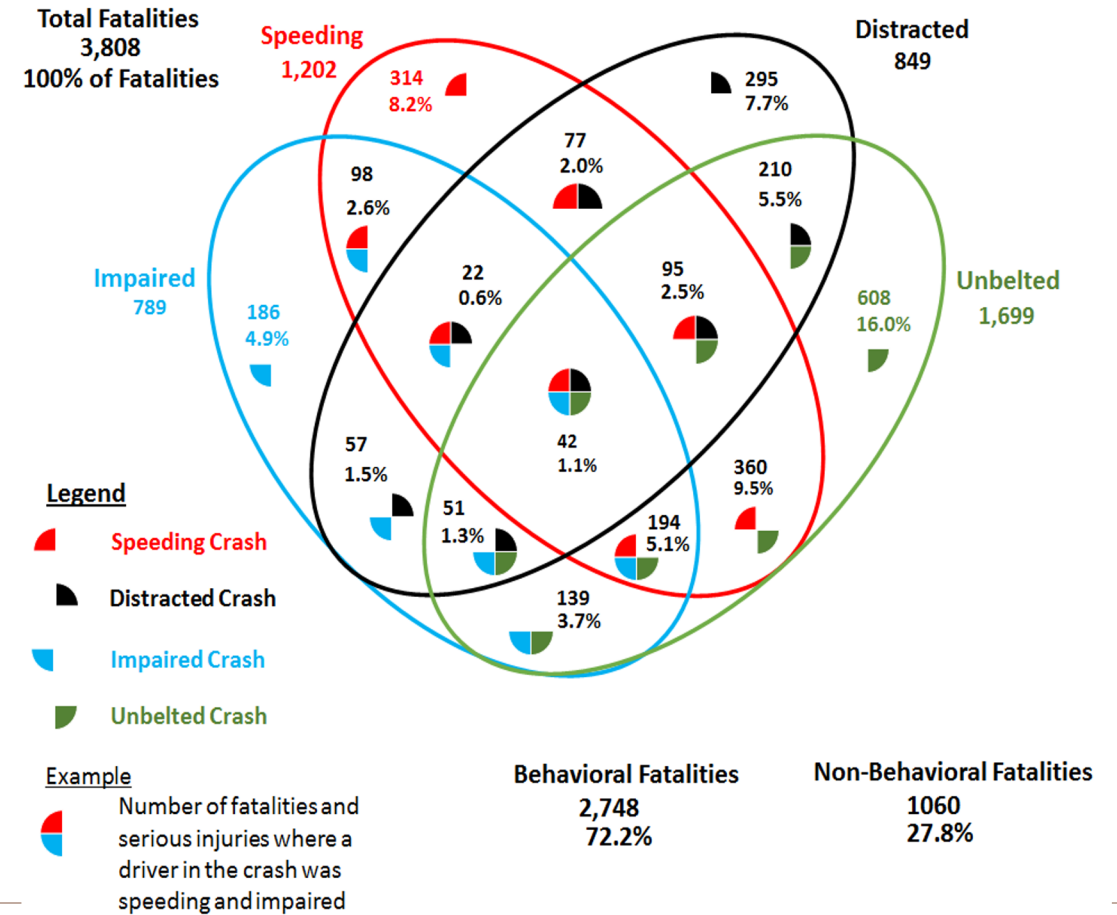 Total Fatalities
3,808
100% of Fatalities
Speeding
1,202
Distracted
849
314
8.2%
295
7.7%
77
2.0%
98
2.6%
210
5.5%
Impaired
789
22
0.6%
95
2.5%
Unbelted
1,699
186
4.9%
608
16.0%
42
1.1%
57
1.5%
360
9.5%
51
1.3%
194
5.1%
139
3.7%
Legend
Speeding Crash
Distracted Crash
Impaired Crash
Unbelted Crash
Example
Number of fatalities and
serious injuries where a
driver in the crash was
speeding and impaired
Behavioral Fatalities
2,748
72.2%
Non-Behavioral Fatalities
1060
27.8%